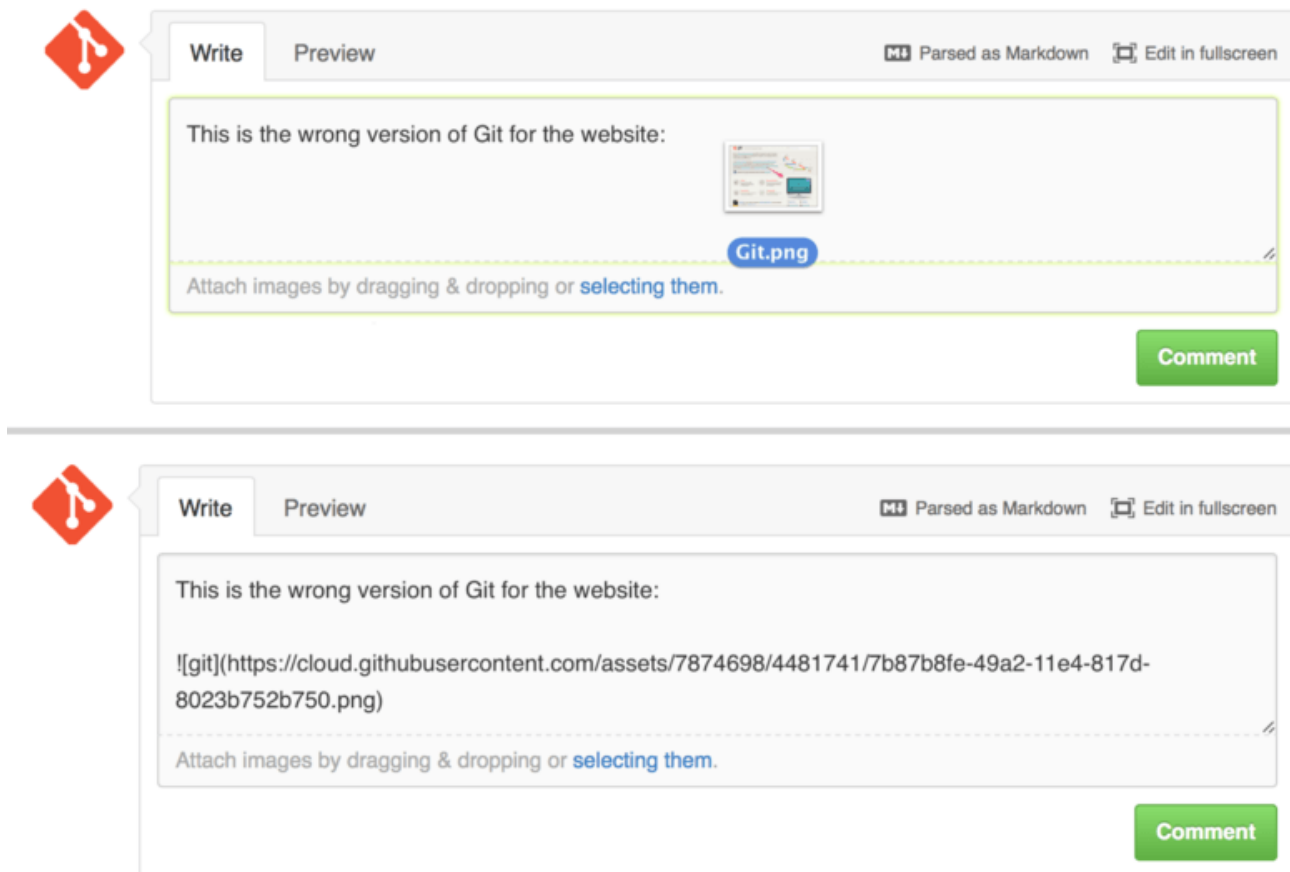 Write Preview Parsed as Markdown Edit in fullscreen
This is the wrong version of Git for the website:
Git.png
Attach images by dragging & dropping or selecting them.
Comment
Write Preview Parsed as Markdown Edit in fullscreen
This is the wrong version of Git for the website:
![git](https://cloud.githubusercontent.com/assets/7874698/4481741/7b87b8fe-49a2-11e4-817d-
8023b752b750.png)
Attach images by dragging & dropping or selecting them.
Comment